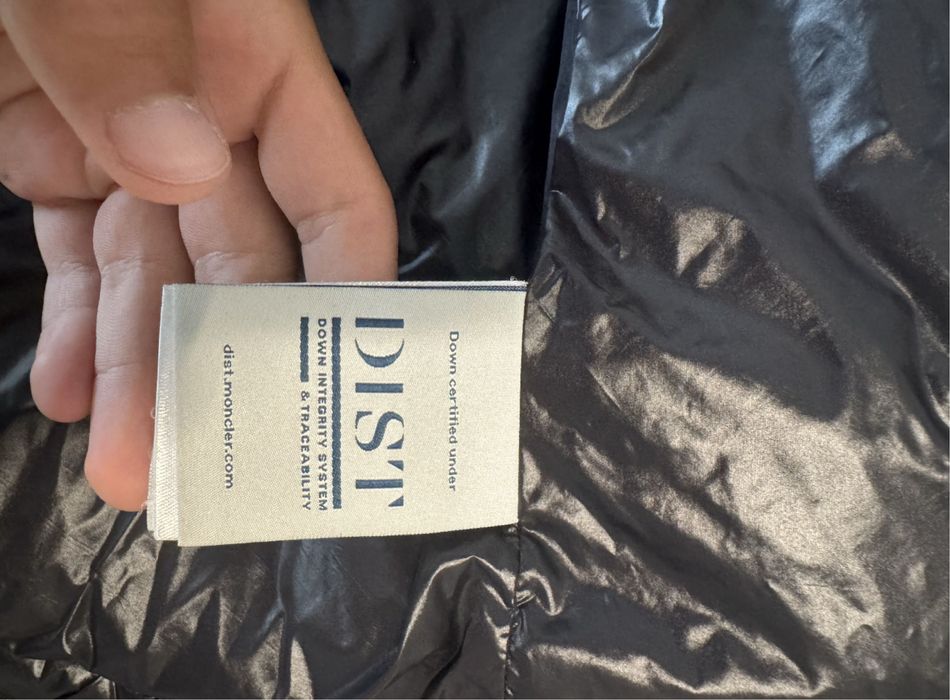 Down certified under
DIST
DOWN INTEGRITY SYSTEM
& TRACEABILITY
dist.moncler.com